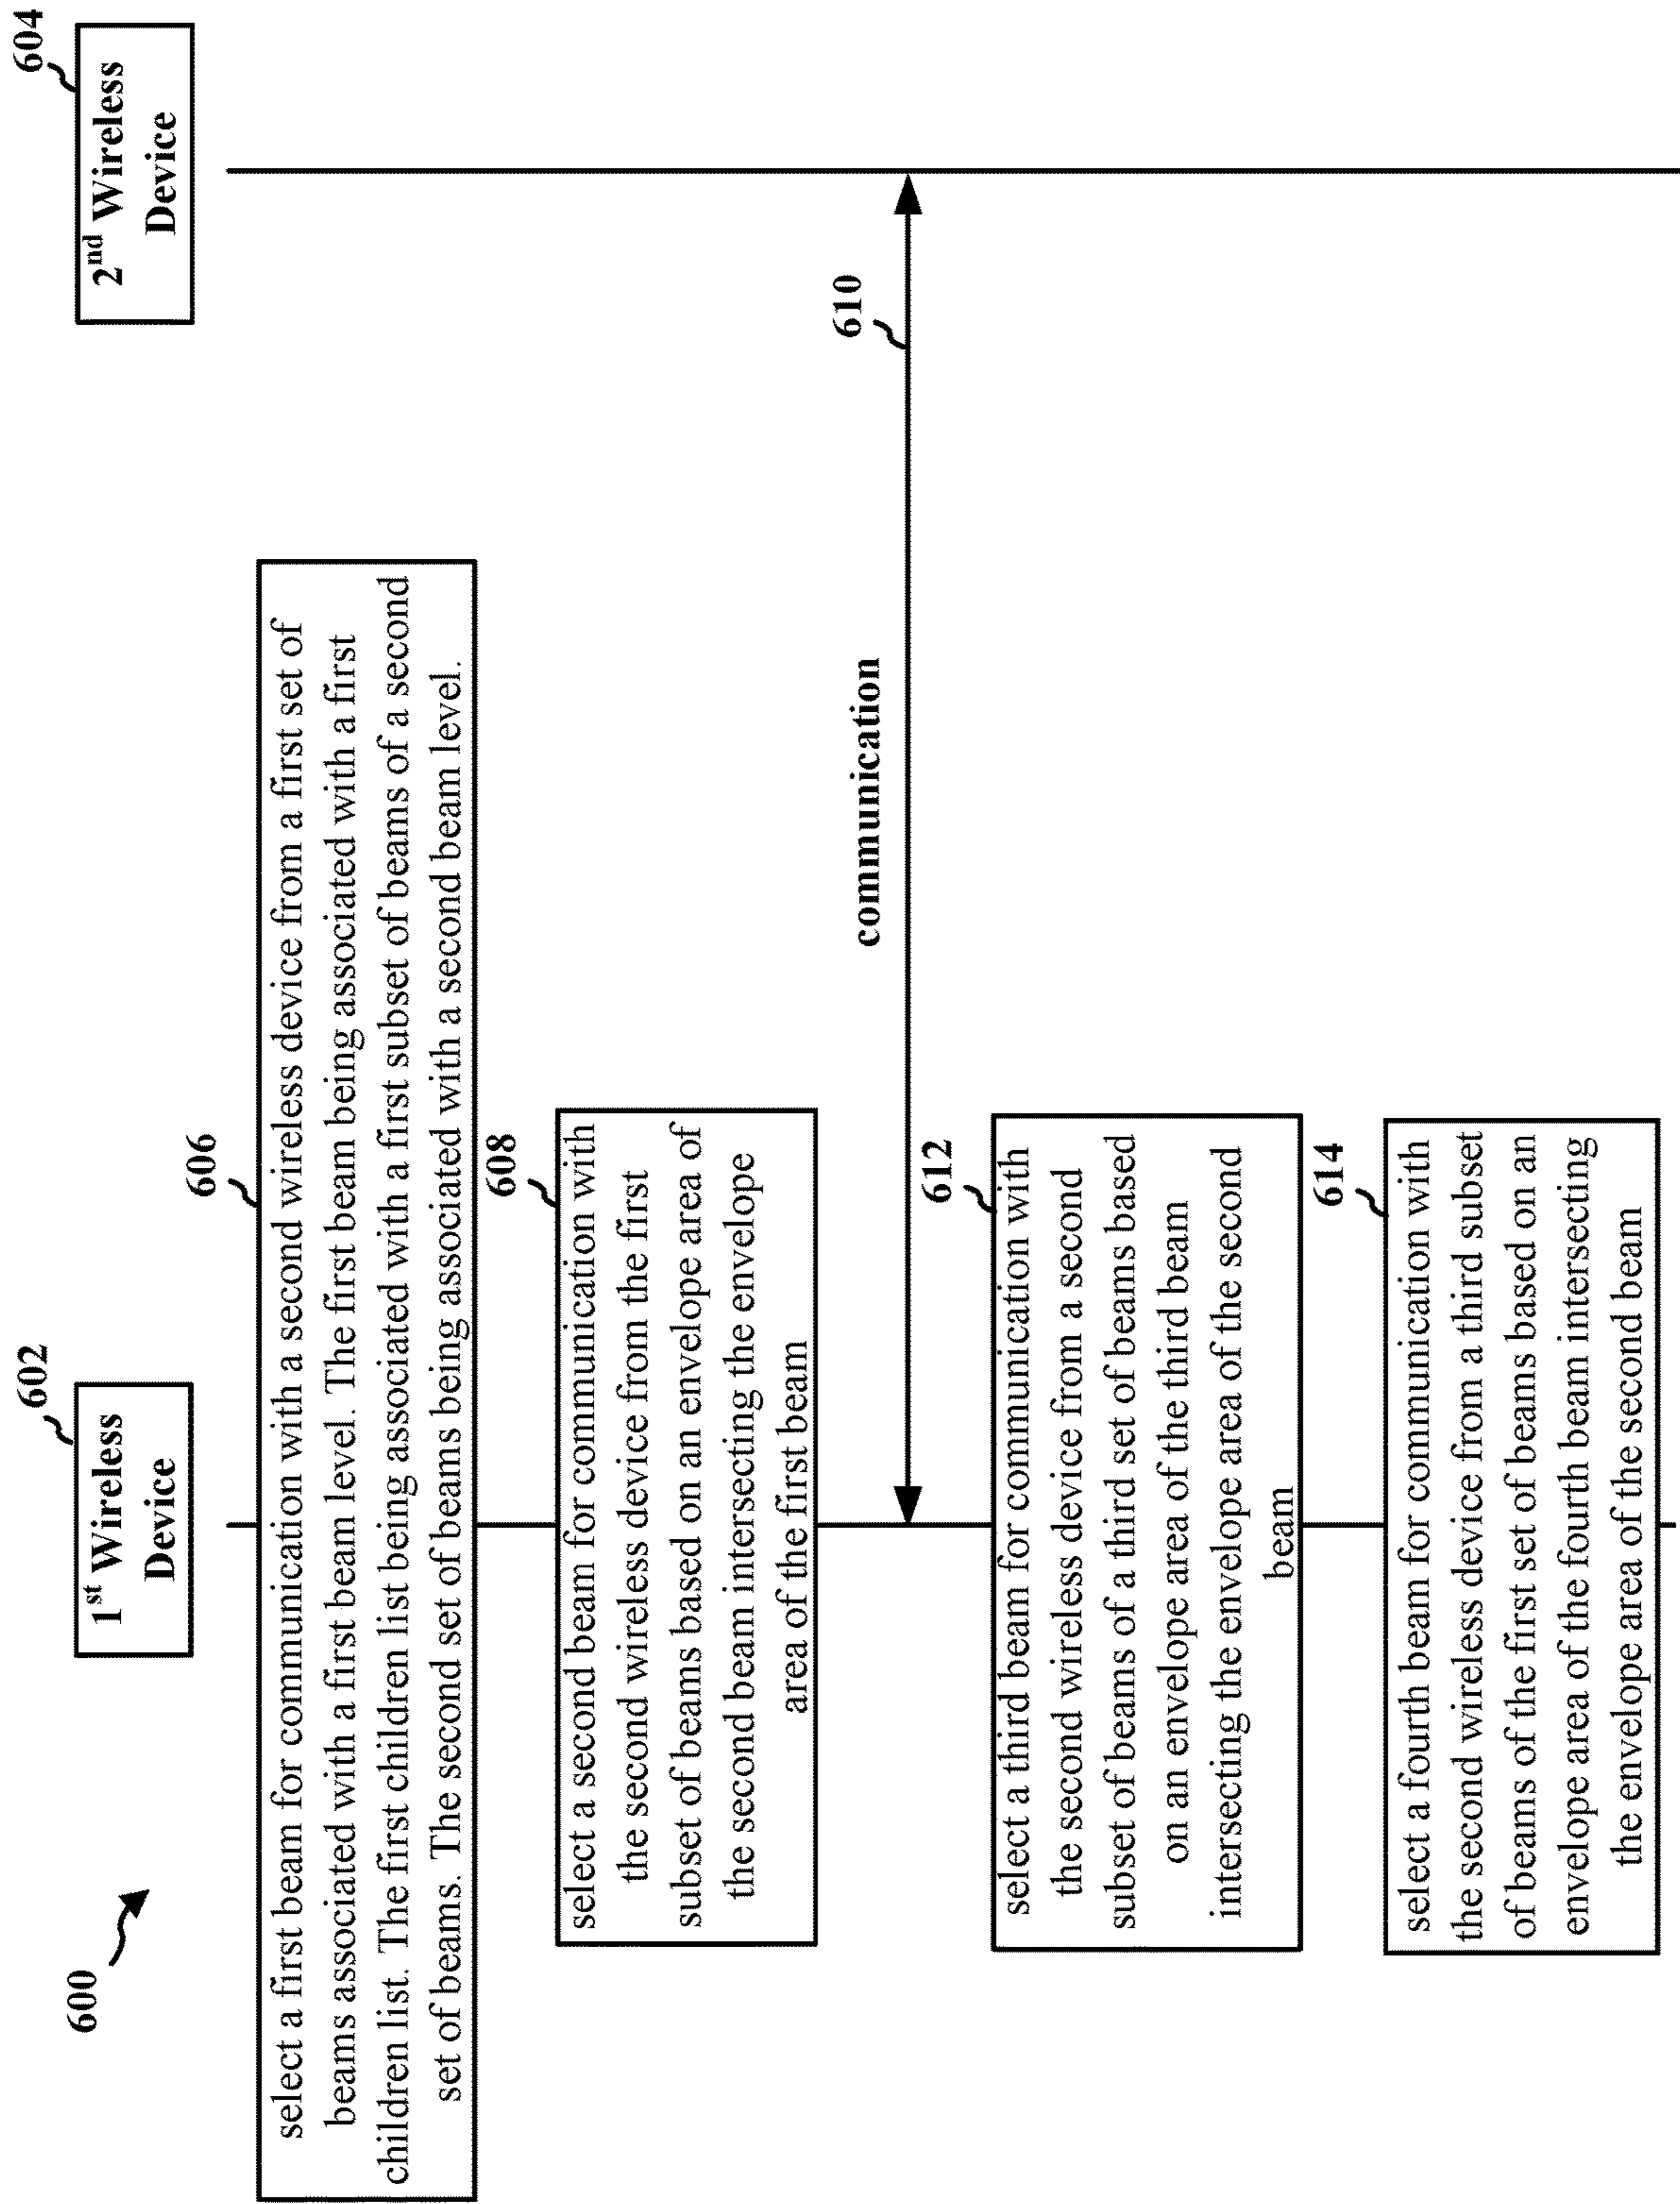 600
602
1st Wireless
Device
604
2nd Wireless
Device
606
select a first beam for communication with a second wireless device from a first set of
beams associated with a first beam level. The first beam being associated with a first
children list. The first children list being associated with a first subset of beams of a second
set of beams. The second set of beams being associated with a second beam level.
608
select a second beam for communication with
the second wireless device from the first
subset of beams based on an envelope area of
the second beam intersecting the envelope
area of the first beam
communication
610
612
select a third beam for communication with
the second wireless device from a second
subset of beams of a third set of beams based
on an envelope area of the third beam
intersecting the envelope area of the second
beam
614
select a fourth beam for communication with
the second wireless device from a third subset
of beams of the first set of beams based on an
envelope area of the fourth beam intersecting
the envelope area of the second beam